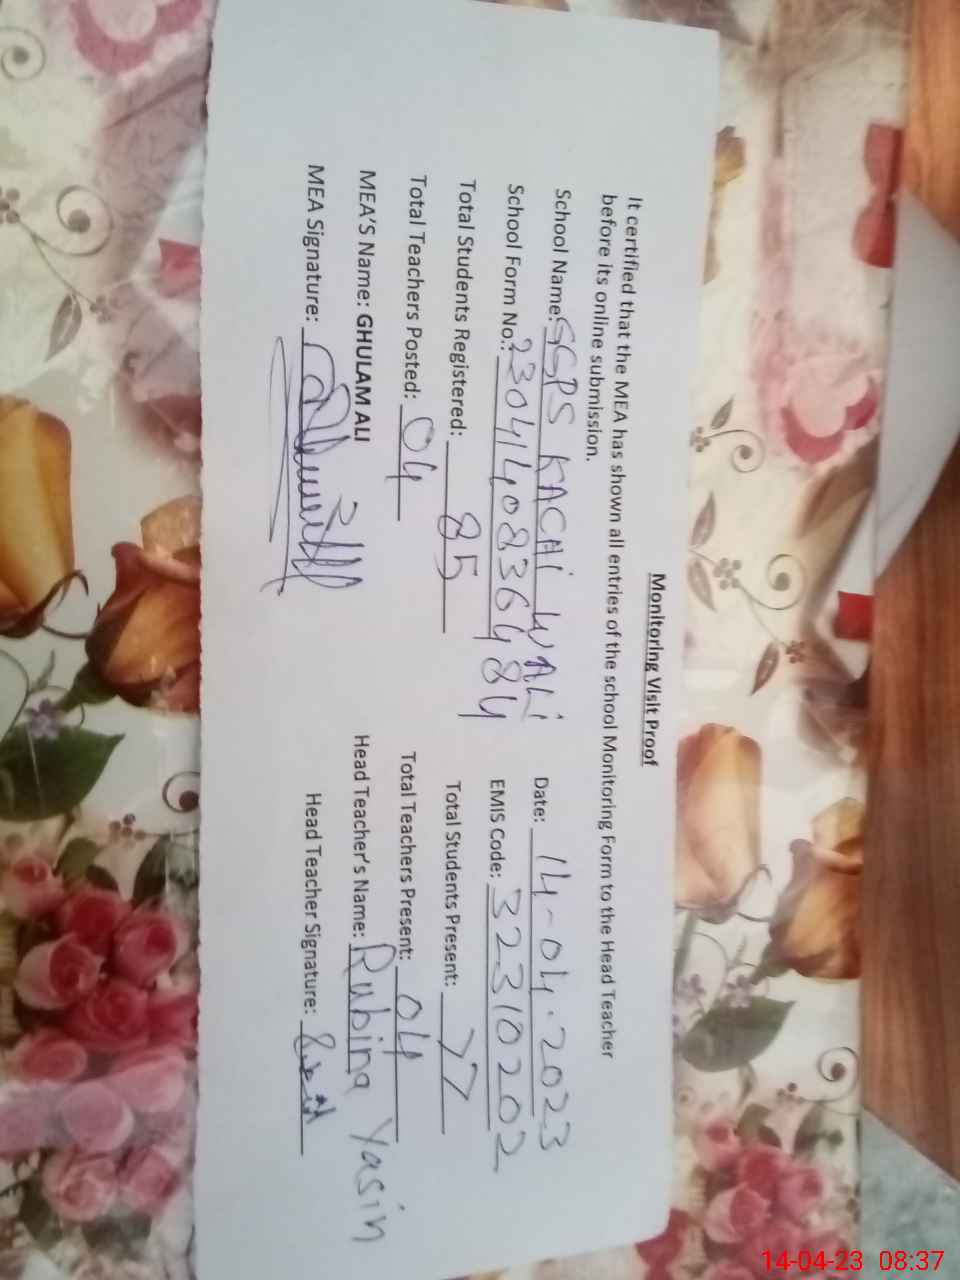 Monitoring Visit Proof
It certified that the MEA has shown all entries of the school Monitoring Form to the Head Teacher
before its online submission.
School Name: GGPS KACHI WALI Date: 14-04-2023
School Form No.: 2304140836484 EMIS Code: 32310202
Total Students Registered: 85 Total Students Present: 77
Total Teachers Posted: 04 Total Teachers Present: 04
MEA'S Name: GHULAM ALI Head Teacher's Name: Rubina Yasin
MEA Signature: Head Teacher Signature:
14-04-23 08:37